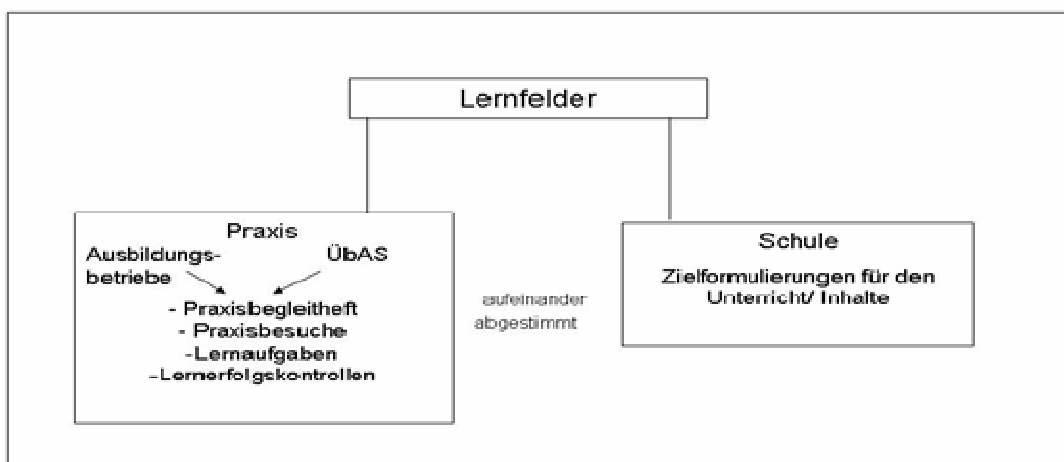 Lernfelder
Praxis
Ausbildungs-
betriebe
ÜbAS
- Praxisbegleitheft
- Praxisbesuche
-Lernaufgaben
-Lernerfolgskontrollen
aufeinander
abgestimmt
Schule
Zielformulierungen für den
Unterricht/ Inhalte